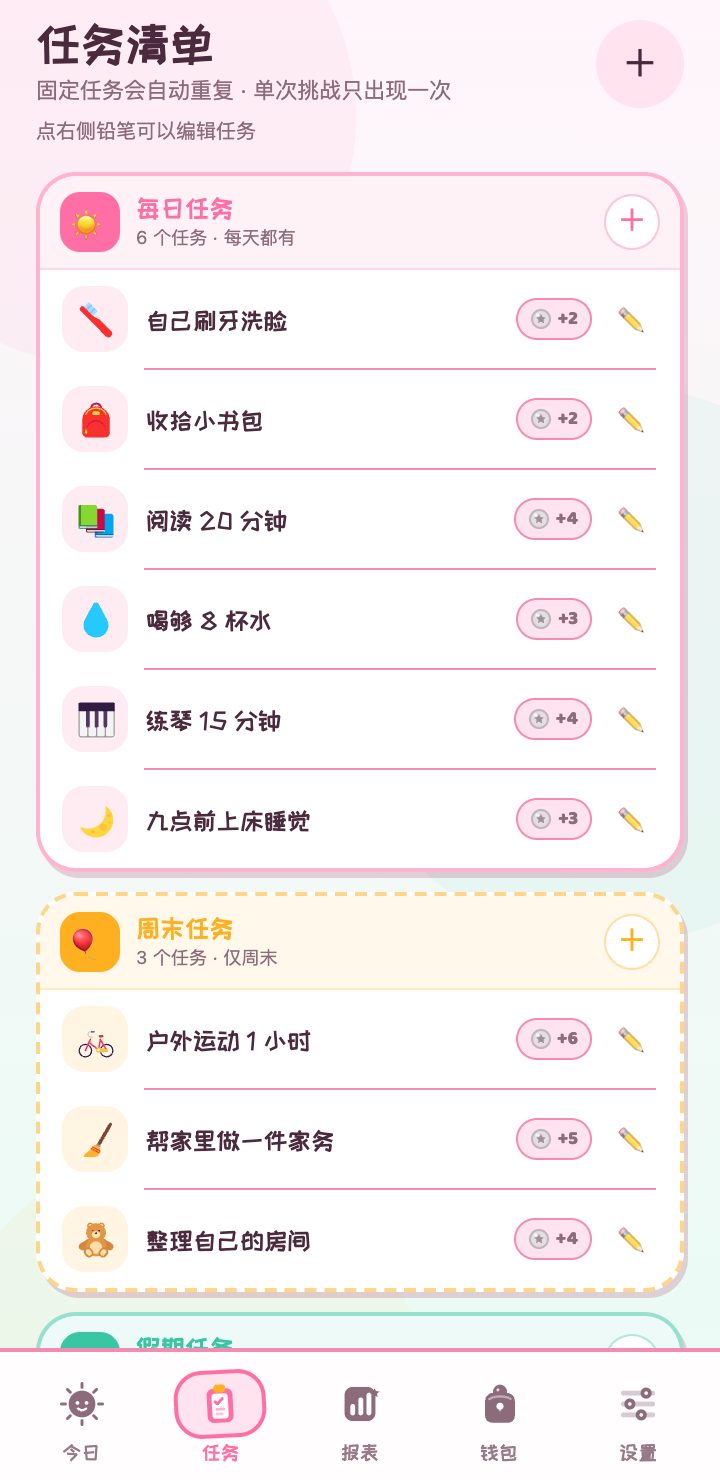 任务清单
固定任务会自动重复 · 单次挑战只出现一次
点右侧铅笔可以编辑任务
每日任务
6 个任务 · 每天都有
自己刷牙洗脸
+2
收拾小书包
+2
阅读 20 分钟
+4
喝够 8 杯水
+3
练琴 15 分钟
+4
九点前上床睡觉
+3
周末任务
3 个任务 · 仅周末
户外运动 1 小时
+6
帮家里做一件家务
+5
整理自己的房间
+4
假期任务
今日
任务
报表
钱包
设置